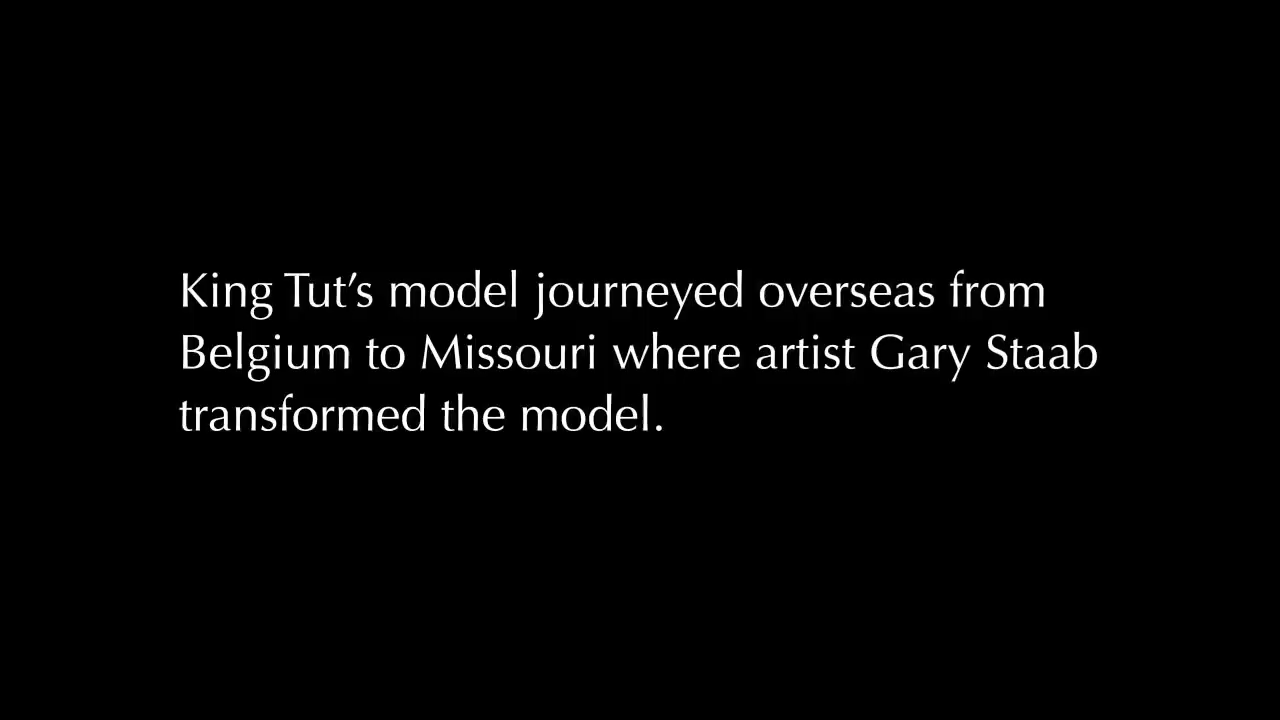 King Tut’s model journeyed overseas from
Belgium to Missouri where artist Gary Staab
transformed the model.